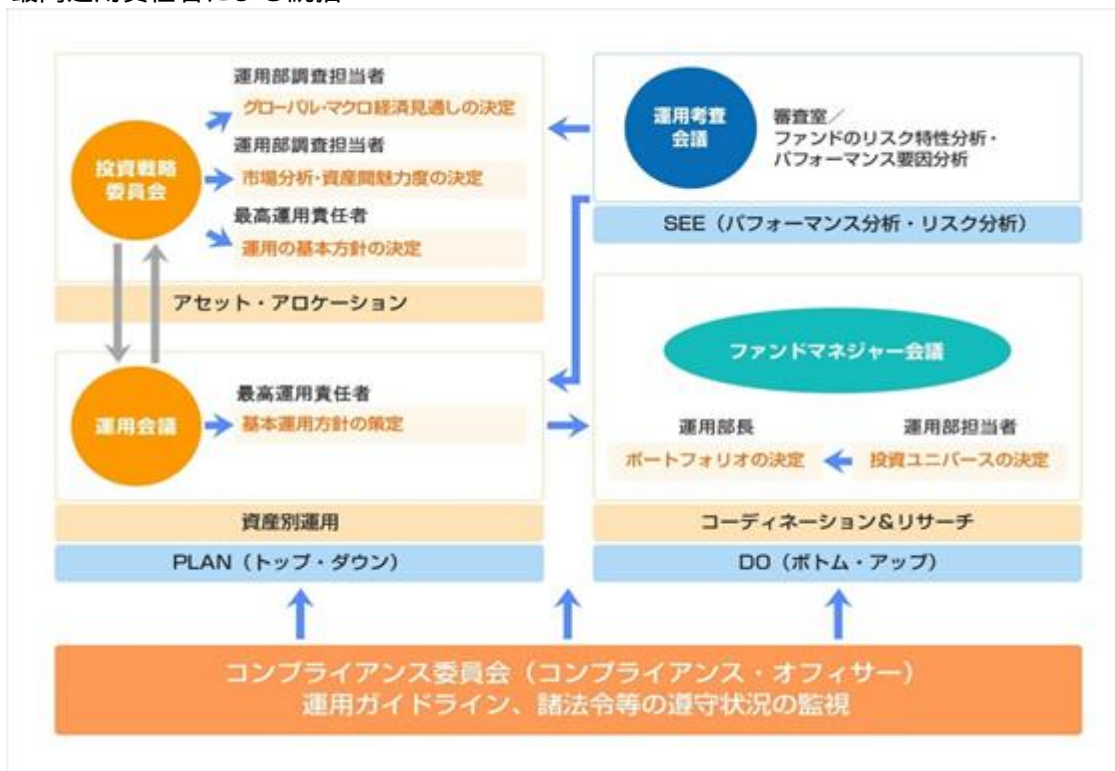 最高運用責任者による統括
運用部調査担当者
グローバル・マクロ経済見通しの決定
運用部調査担当者
市場分析・資産間魅力度の決定
最高運用責任者
運用の基本方針の決定
投資戦略
委員会
アセット・アロケーション
運用考査
会議
審査室/
ファンドのリスク特性分析・
パフォーマンス要因分析
SEE(パフォーマンス分析・リスク分析)
運用会議
最高運用責任者
基本運用方針の策定
資産別運用
PLAN(トップ・ダウン)
ファンドマネジャー会議
運用部長
ポートフォリオの決定
運用部担当者
投資ユニバースの決定
コーディネーション&リサーチ
DO(ボトム・アップ)
コンプライアンス委員会(コンプライアンス・オフィサー)
運用ガイドライン、諸法令等の遵守状況の監視